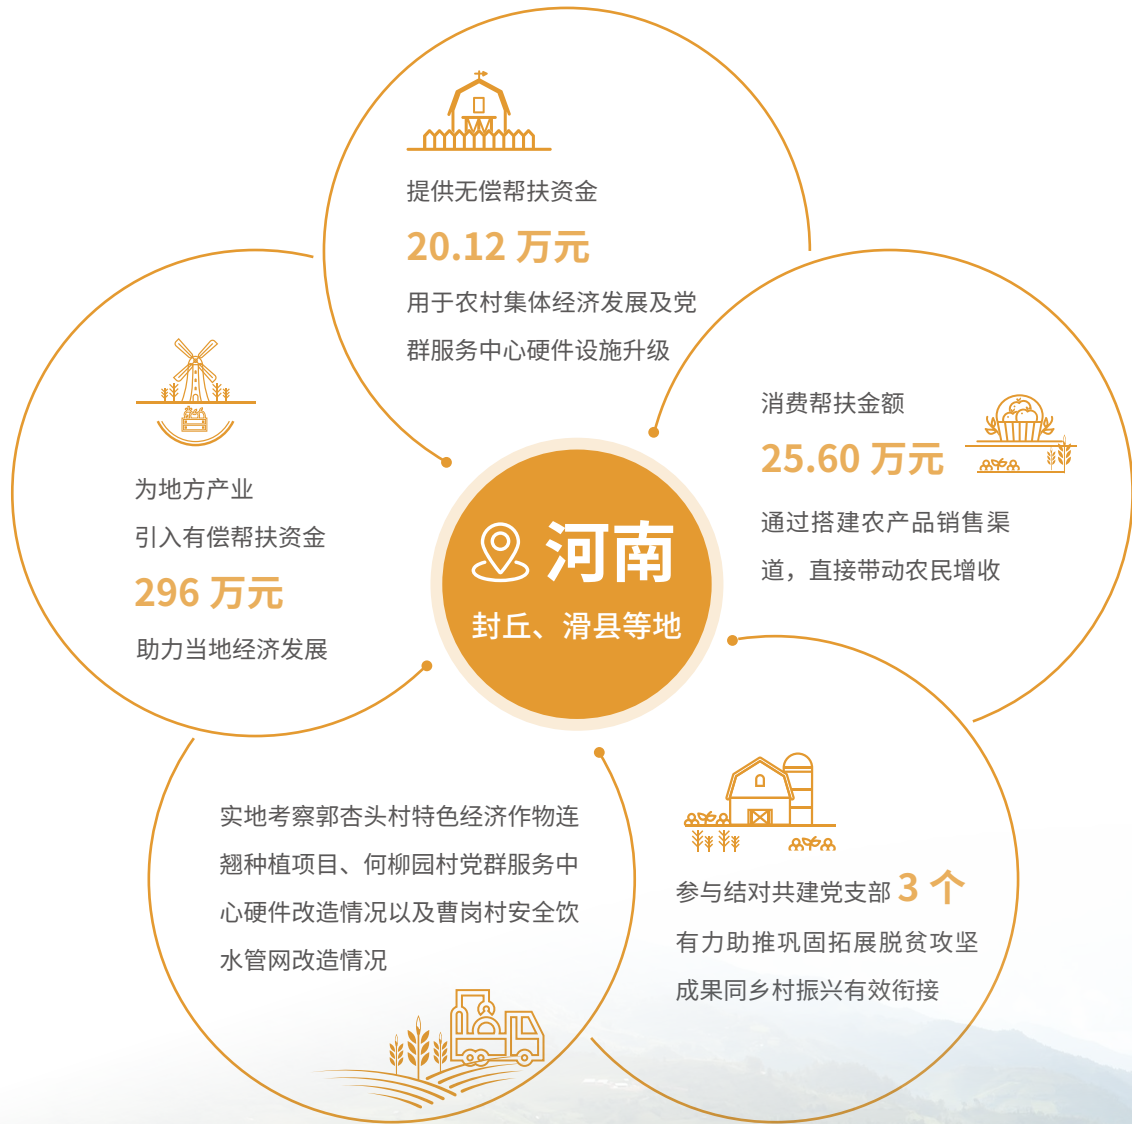 提供无偿帮扶资金
20.12 万元
用于农村集体经济发展及党
群服务中心硬件设施升级
消费帮扶金额
25.60 万元
通过搭建农产品销售渠
道，直接带动农民增收
为地方产业
引入有偿帮扶资金
296 万元
助力当地经济发展
河南
封丘、滑县等地
实地考察郭杏头村特色经济作物连
翘种植项目、何柳园村党群服务中
心硬件改造情况以及曹岗村安全饮
水管网改造情况
参与结对共建党支部 3 个
有力助推巩固拓展脱贫攻坚
成果同乡村振兴有效衔接